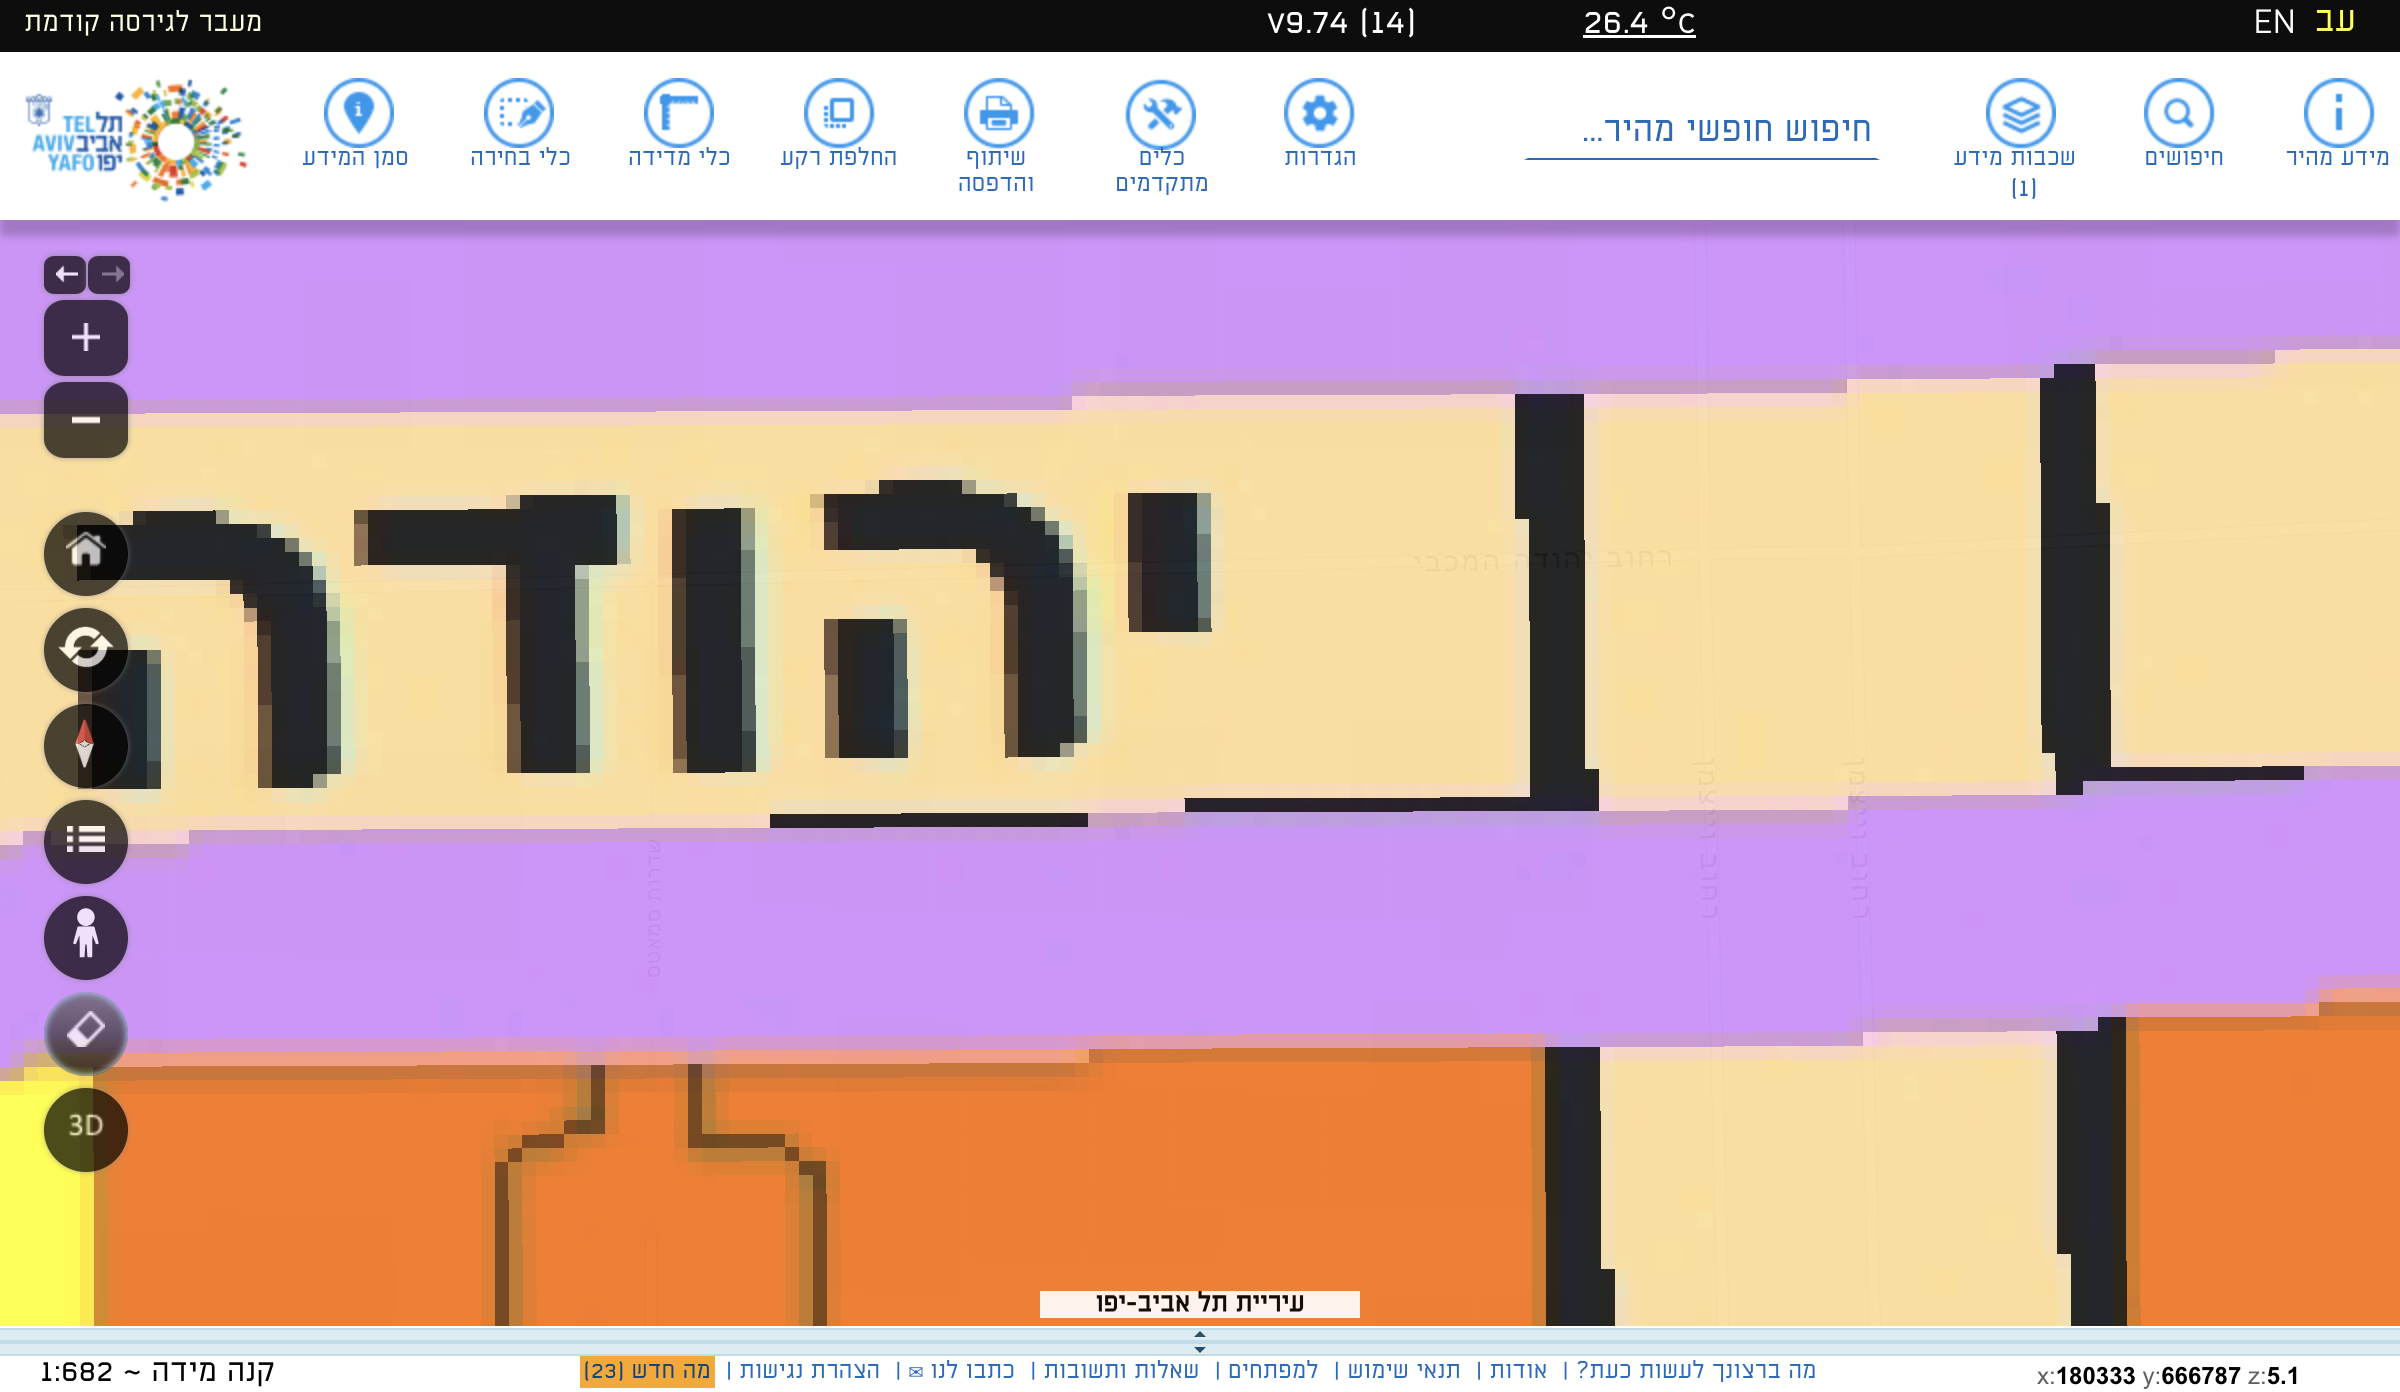 עב EN
26.4 °C
V9.74 (14)
מעבר לגירסה קודמת
מידע מהיר
חיפושים
שכבות מידע
(1)
חיפוש חופשי מהיר...
הגדרות
כלים
מתקדמים
שיתוף
והדפסה
החלפת רקע
כלי מדידה
כלי בחירה
סמן המידע
תל TEL
אביב AVIV
יפו YAFO
יהודה
רחוב יהודה המכבי
שדרות סמאטס
3D
עיריית תל אביב-יפו
מה ברצונך לעשות כעת? | אודות | תנאי שימוש | למפתחים | שאלות ותשובות | כתבו לנו ✉ | הצהרת נגישות | מה חדש (23)
קנה מידה ~ 1:682
x:180333 y:666787 z:5.1